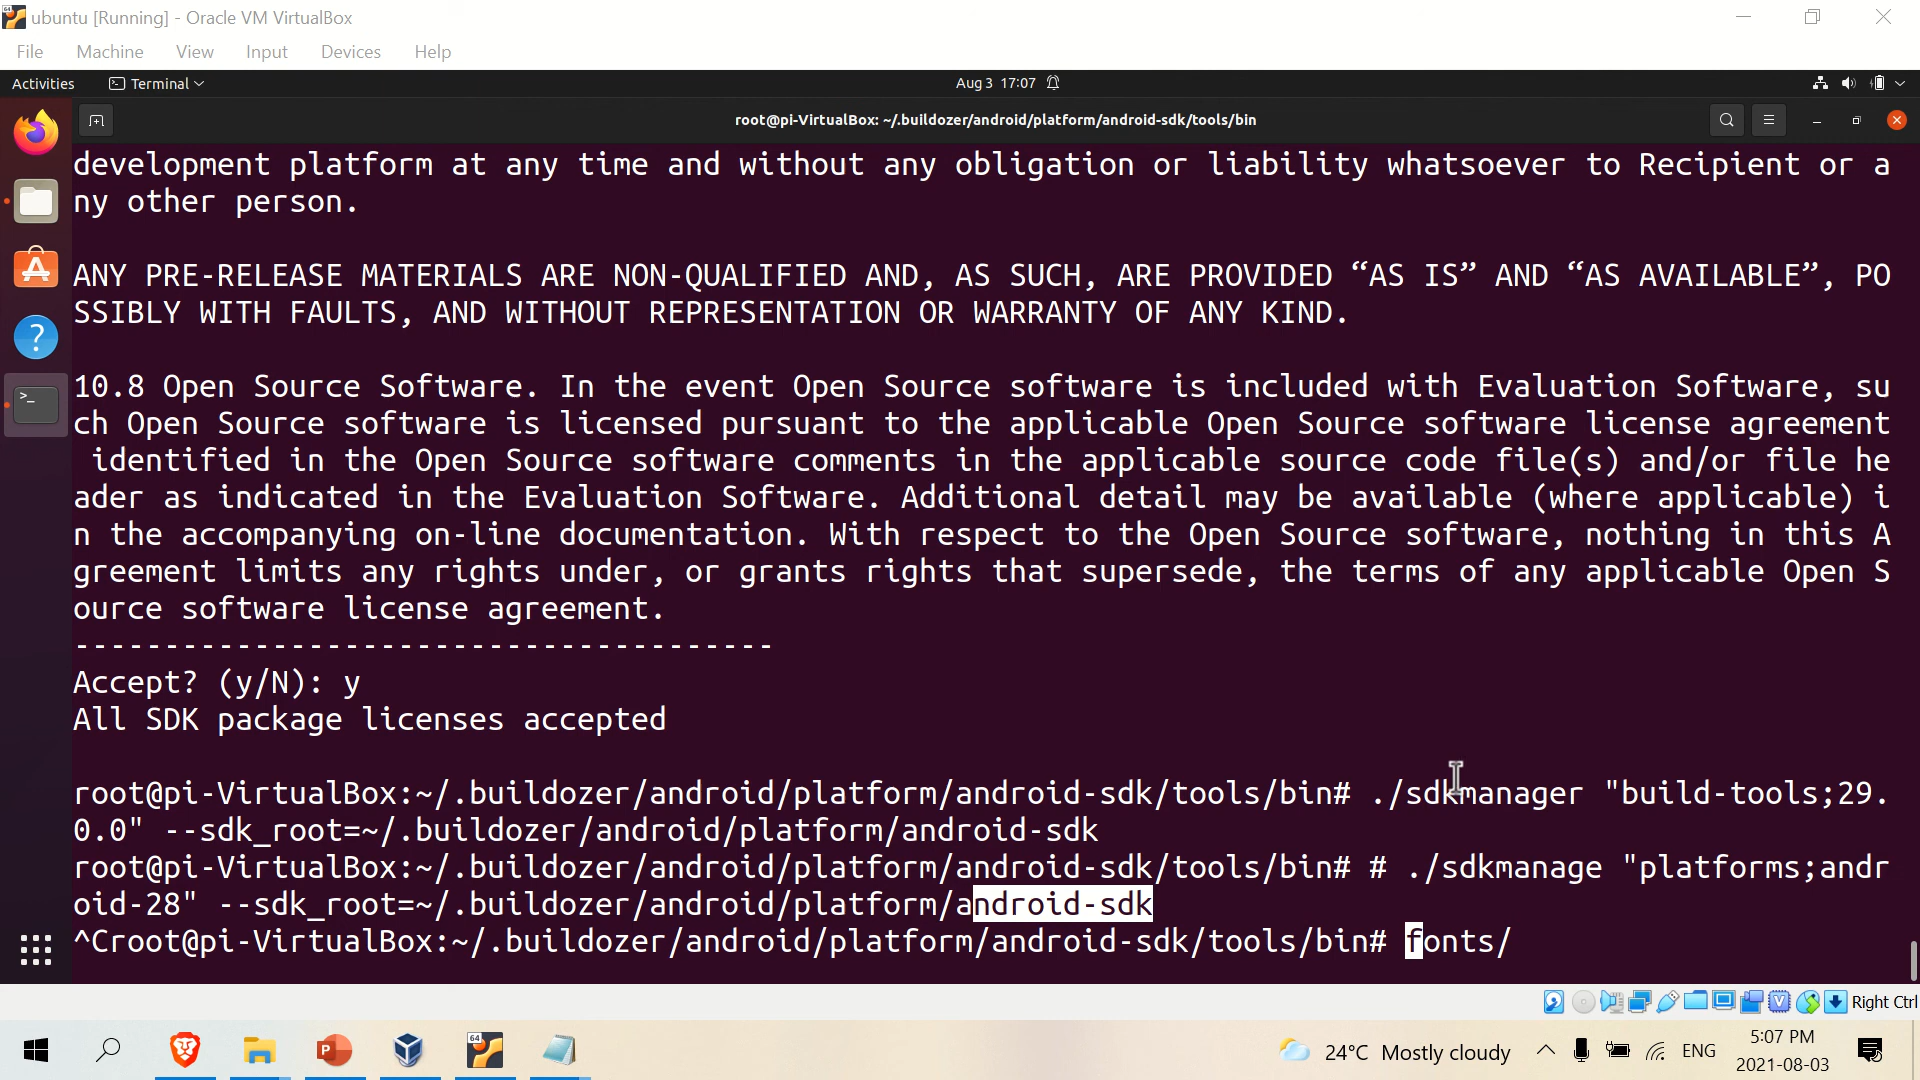 ubuntu [Running] - Oracle VM VirtualBox
File Machine View Input Devices Help
Activities Terminal Aug 3 17:07
root@pi-VirtualBox: ~/.buildozer/android/platform/android-sdk/tools/bin
development platform at any time and without any obligation or liability whatsoever to Recipient or a
ny other person.
ANY PRE-RELEASE MATERIALS ARE NON-QUALIFIED AND, AS SUCH, ARE PROVIDED “AS IS” AND “AS AVAILABLE”, PO
SSIBLY WITH FAULTS, AND WITHOUT REPRESENTATION OR WARRANTY OF ANY KIND.
10.8 Open Source Software. In the event Open Source software is included with Evaluation Software, su
ch Open Source software is licensed pursuant to the applicable Open Source software license agreement
identified in the Open Source software comments in the applicable source code file(s) and/or file he
ader as indicated in the Evaluation Software. Additional detail may be available (where applicable) i
n the accompanying on-line documentation. With respect to the Open Source software, nothing in this A
greement limits any rights under, or grants rights that supersede, the terms of any applicable Open S
ource software license agreement.
---------------------------------------
Accept? (y/N): y
All SDK package licenses accepted
root@pi-VirtualBox:~/.buildozer/android/platform/android-sdk/tools/bin# ./sdkmanager "build-tools;29.
0.0" --sdk_root=~/.buildozer/android/platform/android-sdk
root@pi-VirtualBox:~/.buildozer/android/platform/android-sdk/tools/bin# # ./sdkmanage "platforms;andr
oid-28" --sdk_root=~/.buildozer/android/platform/android-sdk
^Croot@pi-VirtualBox:~/.buildozer/android/platform/android-sdk/tools/bin# fonts/
Right Ctrl
24°C Mostly cloudy ENG 5:07 PM
2021-08-03